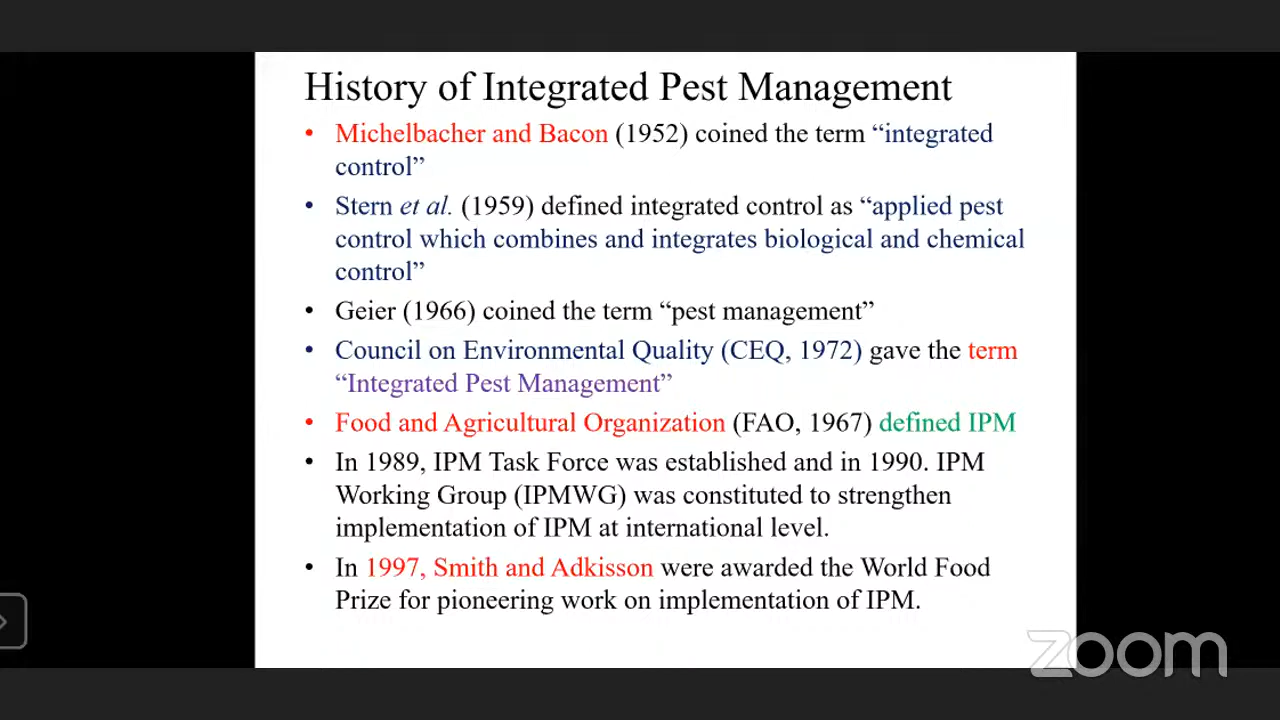 History of Integrated Pest Management
• Michelbacher and Bacon (1952) coined the term “integrated
control”
• Stern et al. (1959) defined integrated control as “applied pest
control which combines and integrates biological and chemical
control”
• Geier (1966) coined the term “pest management”
• Council on Environmental Quality (CEQ, 1972) gave the term
“Integrated Pest Management”
• Food and Agricultural Organization (FAO, 1967) defined IPM
• In 1989, IPM Task Force was established and in 1990. IPM
Working Group (IPMWG) was constituted to strengthen
implementation of IPM at international level.
• In 1997, Smith and Adkisson were awarded the World Food
Prize for pioneering work on implementation of IPM.
zoom